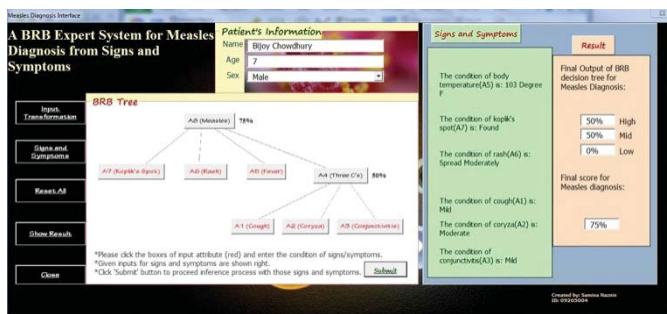 Measles Diagnosis Interface
A BRB Expert System for Measles
Diagnosis from Signs and
Symptoms
Patient's Information
Name Bijoy Chowdhury
Age 7
Sex Male
Input Transformation
Signs and Symptoms
Reset All
Show Result
Close
BRB Tree
A8 (Measles) 75%
A7 (Koplik's Spot) A6 (Rash) A5 (Fever) A4 (Three C's) 50%
A1 (Cough) A2 (Coryza) A3 (Conjunctivitis)
*Please click the boxes of input attribute (red) and enter the condition of signs/symptoms.
*Given inputs for signs and symptoms are shown right.
*Click 'Submit' button to proceed inference process with those signs and symptoms. Submit
Signs and Symptoms
The condition of body
temperature(A5) is: 103 Degree
F
The condition of koplik's
spot(A7) is: Found
The condition of rash(A6) is:
Spread Moderately
The condition of cough(A1) is:
Mild
The condition of coryza(A2) is:
Moderate
The condition of
conjunctivitis(A3) is: Mild
Result
Final Output of BRB
decision tree for
Measles Diagnosis:
50% High
50% Mid
0% Low
Final score for
Measles diagnosis:
75%
Created by: Samina Naznin
ID: 09205004